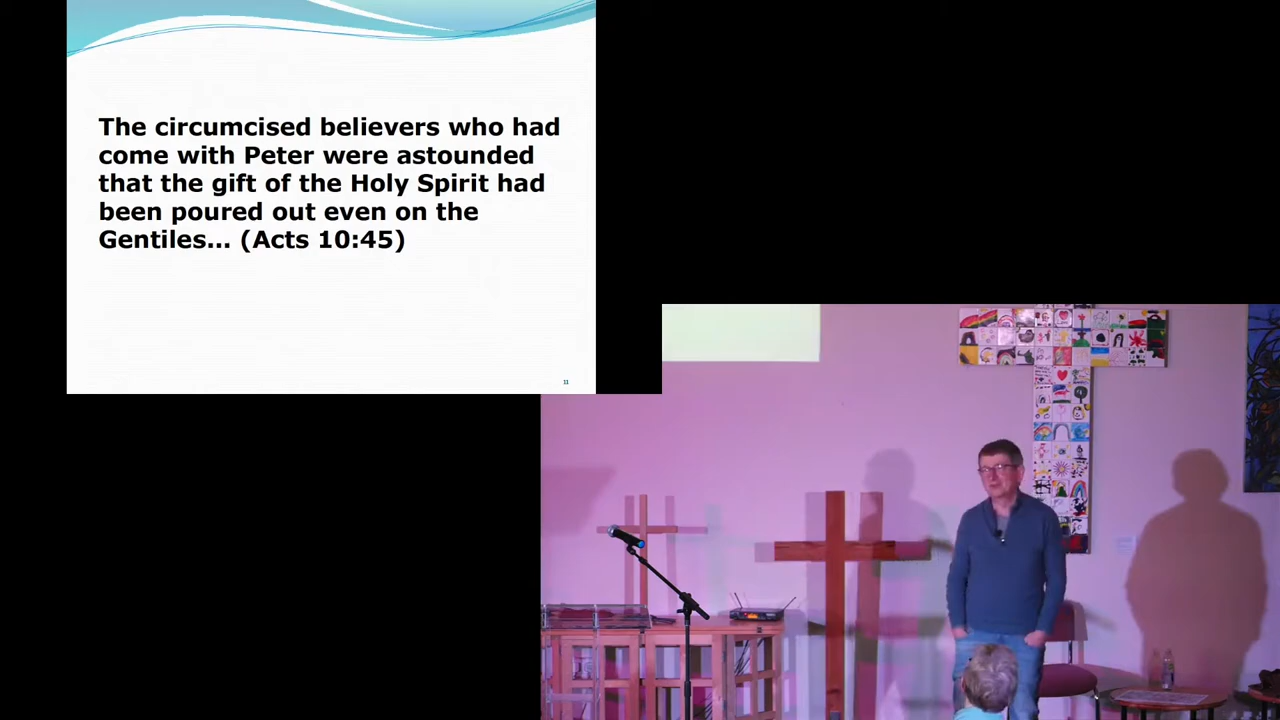 The circumcised believers who had
come with Peter were astounded
that the gift of the Holy Spirit had
been poured out even on the
Gentiles... (Acts 10:45)
11